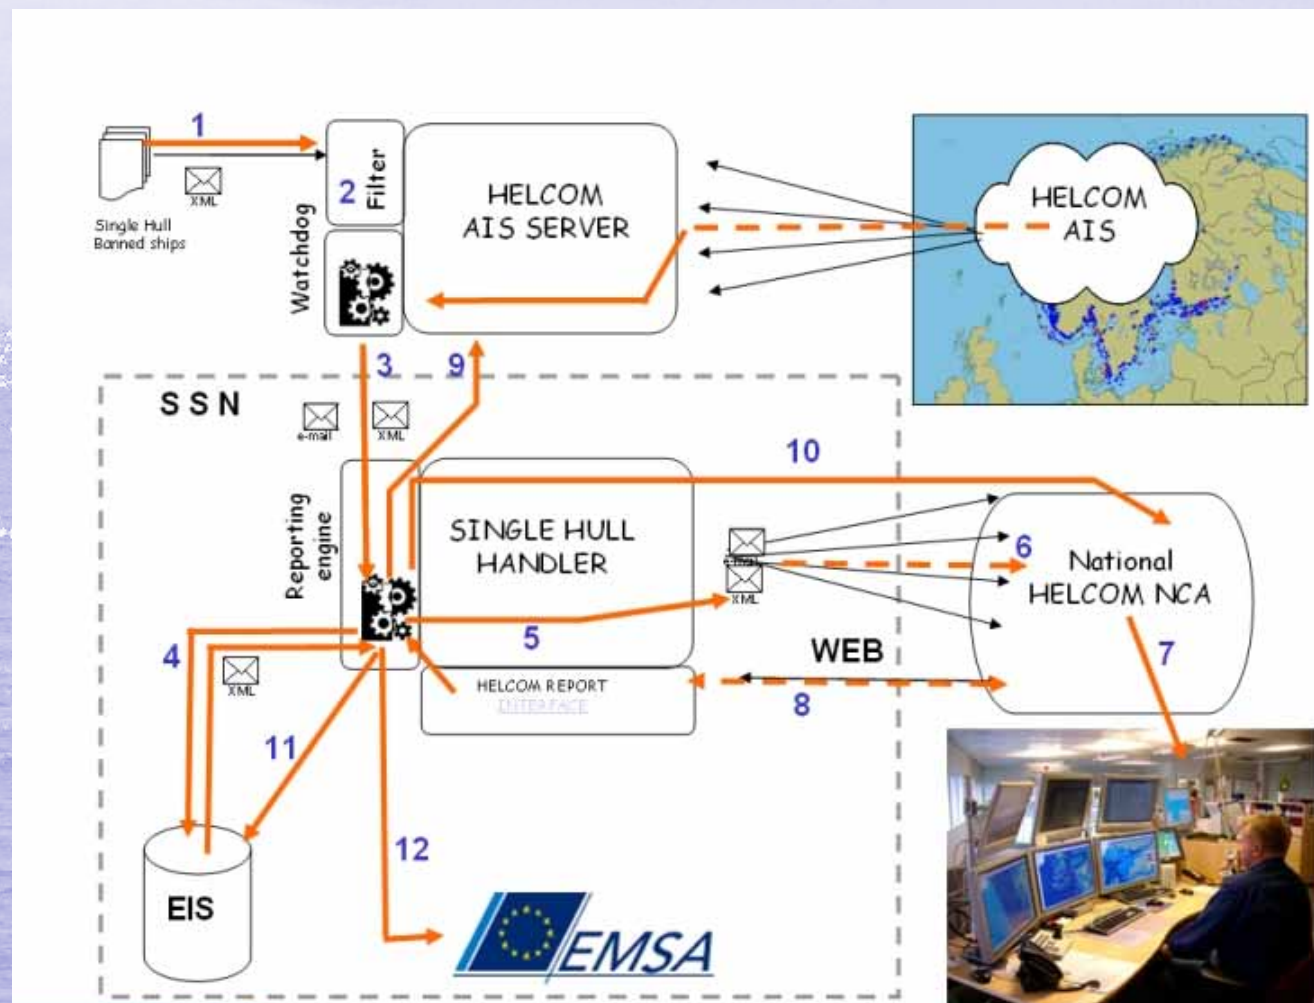 1
XML
Single Hull
Banned ships
2
Filter
Watchdog
HELCOM
AIS SERVER
HELCOM
AIS
3
9
S S N
e-mail
XML
10
Reporting
engine
SINGLE HULL
HANDLER
e-mail
XML
6
National
HELCOM NCA
4
XML
5
WEB
7
HELCOM REPORT
INTERFACE
8
11
12
EIS
EMSA